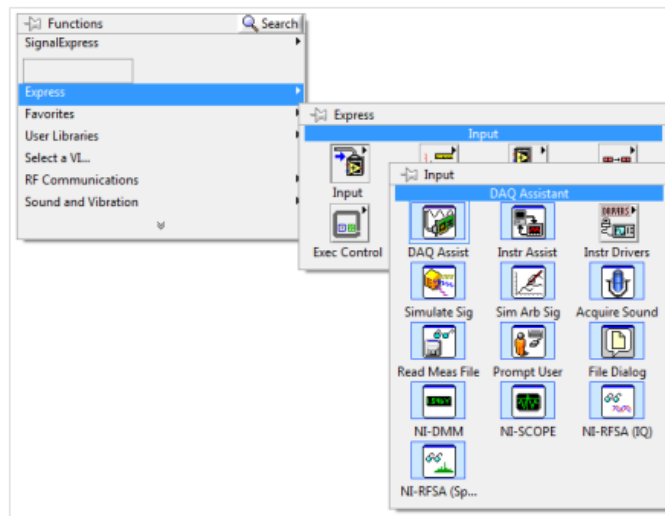 Functions
Search
SignalExpress
Express
Favorites
User Libraries
Select a VI...
RF Communications
Sound and Vibration
Express
Input
Input
Exec Control
Input
DAQ Assistant
DAQ Assist
Instr Assist
Instr Drivers
Simulate Sig
Sim Arb Sig
Acquire Sound
Read Meas File
Prompt User
File Dialog
NI-DMM
NI-SCOPE
NI-RFSA (IQ)
NI-RFSA (Sp...